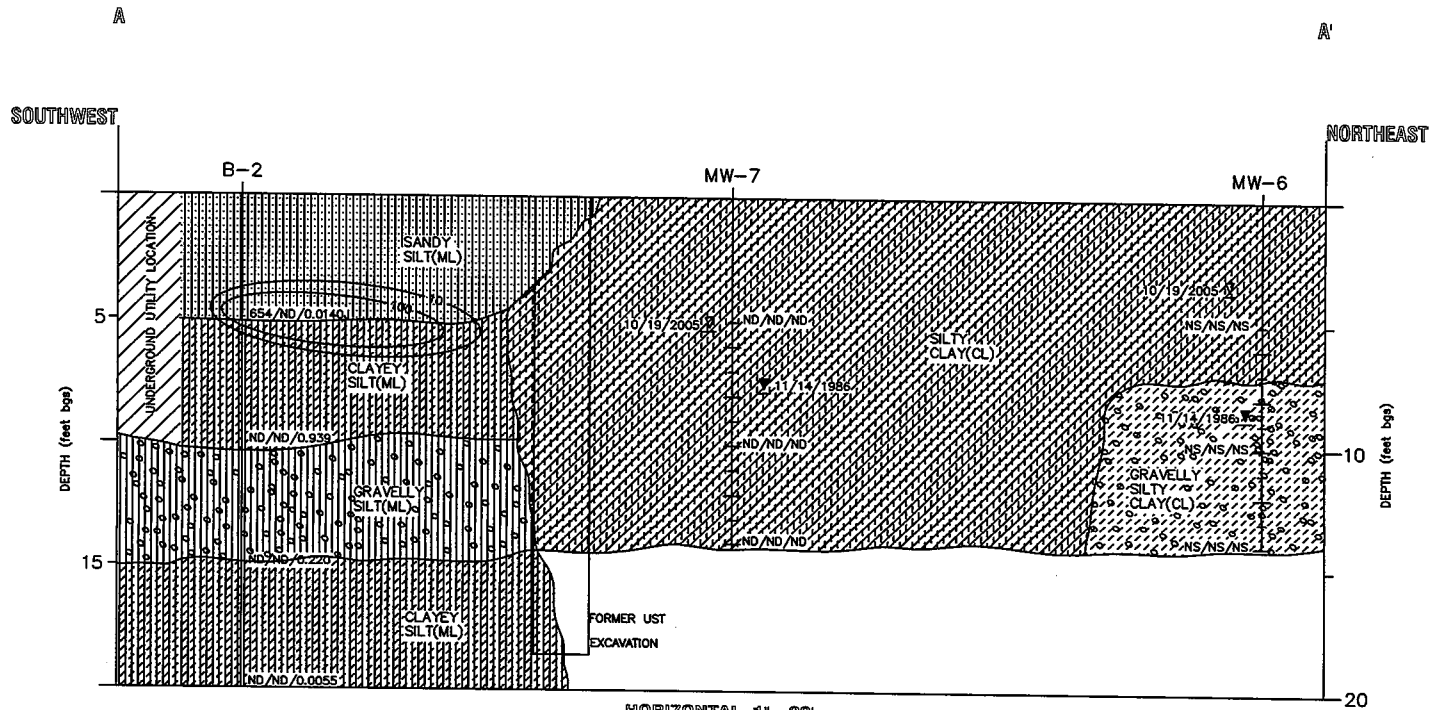 A
A'
SOUTHWEST
NORTHEAST
B-2
MW-7
MW-6
UNDERGROUND UTILITY LOCATION
SANDY
SILT(ML)
10/19/2005
100
10
5
654/ND/0.0140J
ND/ND/ND
NS/NS/NS
10/19/2005
SILTY
CLAY(CL)
CLAYEY
SILT(ML)
11/14/1986
11/14/1986
DEPTH (feet bgs)
ND/ND/0.939
ND/ND/ND
NS/NS/NS
10
DEPTH (feet bgs)
GRAVELLY
SILT(ML)
GRAVELLY
SILTY
CLAY(CL)
ND/ND/ND
NS/NS/NS
15
ND/ND/0.220
CLAYEY
SILT(ML)
FORMER UST
EXCAVATION
ND/ND/0.0055
20